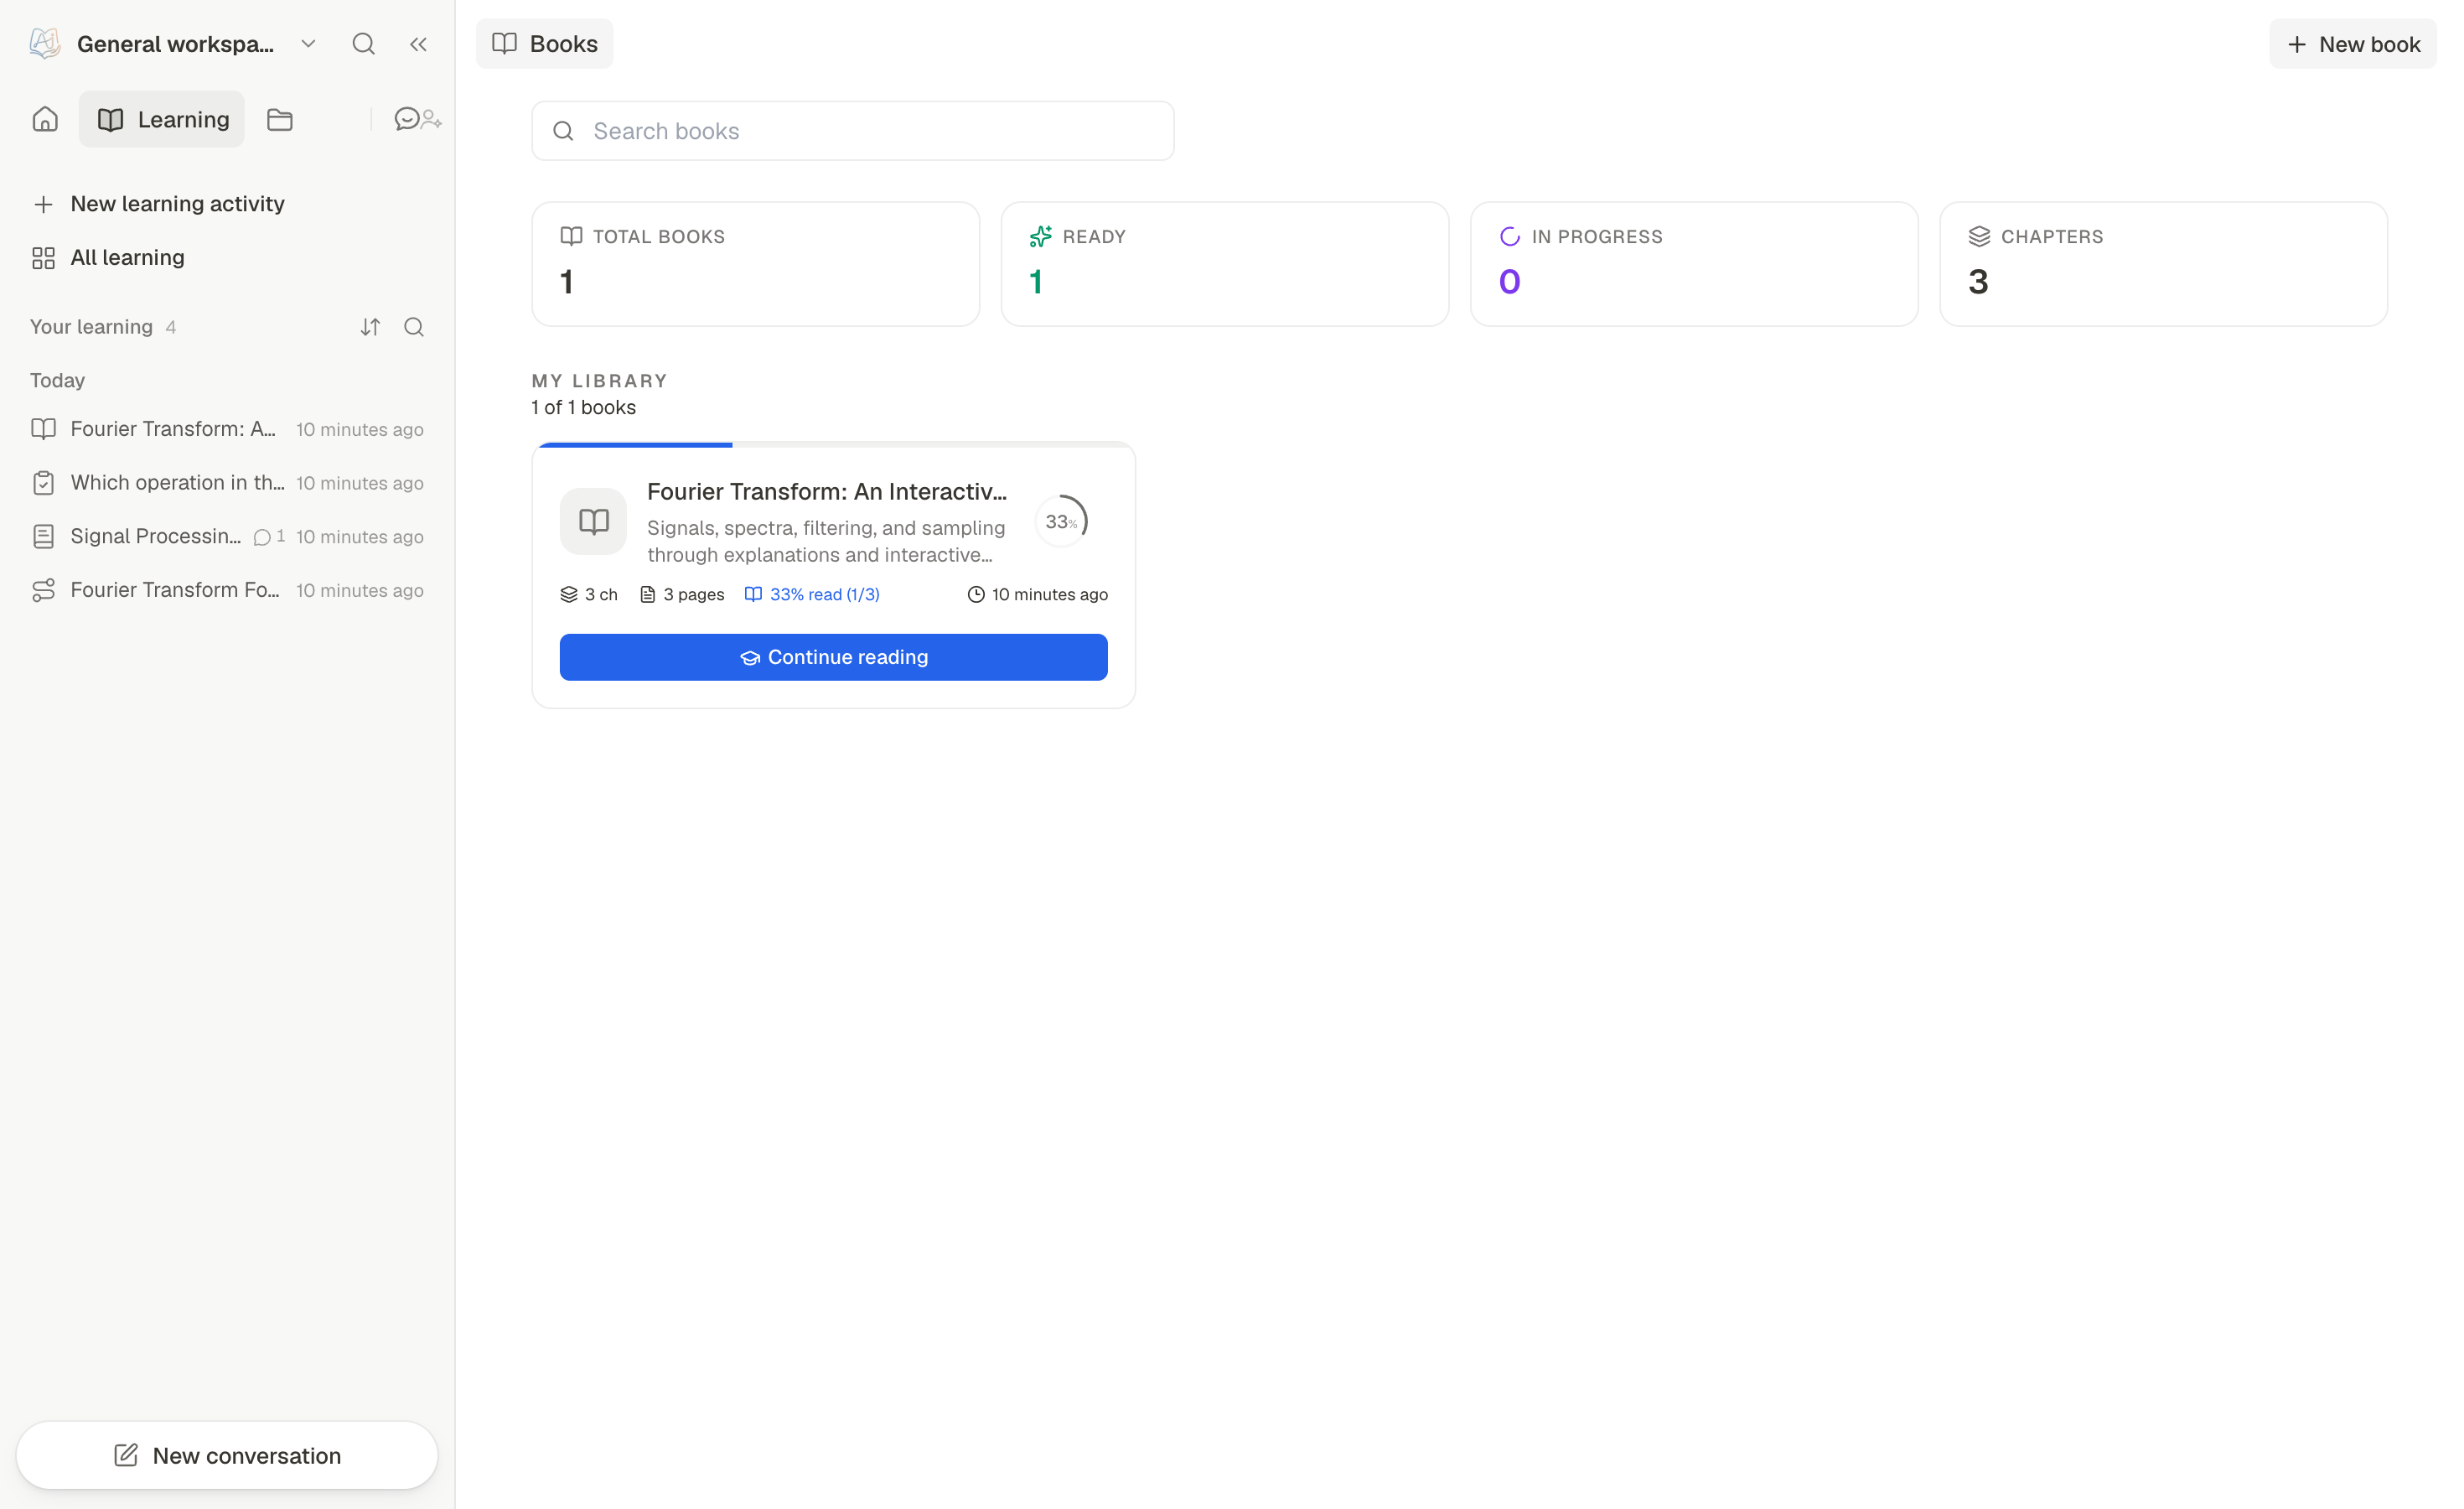 General workspa...
Learning
New learning activity
All learning
Your learning 4
Today
Fourier Transform: A... 10 minutes ago
Which operation in th... 10 minutes ago
Signal Processin... 1 10 minutes ago
Fourier Transform Fo... 10 minutes ago
New conversation
Books
New book
Search books
TOTAL BOOKS
1
READY
1
IN PROGRESS
0
CHAPTERS
3
MY LIBRARY
1 of 1 books
Fourier Transform: An Interactiv...
Signals, spectra, filtering, and sampling
through explanations and interactive...
33%
3 ch 3 pages 33% read (1/3) 10 minutes ago
Continue reading